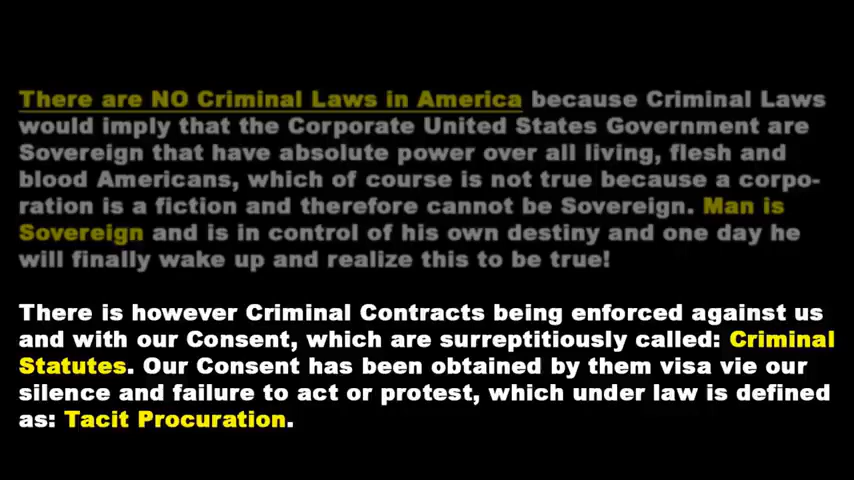 There are NO Criminal Laws in America because Criminal Laws
would imply that the Corporate United States Government are
Sovereign that have absolute power over all living, flesh and
blood Americans, which of course is not true because a corpo-
ration is a fiction and therefore cannot be Sovereign. Man is
Sovereign and is in control of his own destiny and one day he
will finally wake up and realize this to be true!
There is however Criminal Contracts being enforced against us
and with our Consent, which are surreptitiously called: Criminal
Statutes. Our Consent has been obtained by them visa vie our
silence and failure to act or protest, which under law is defined
as: Tacit Procuration.